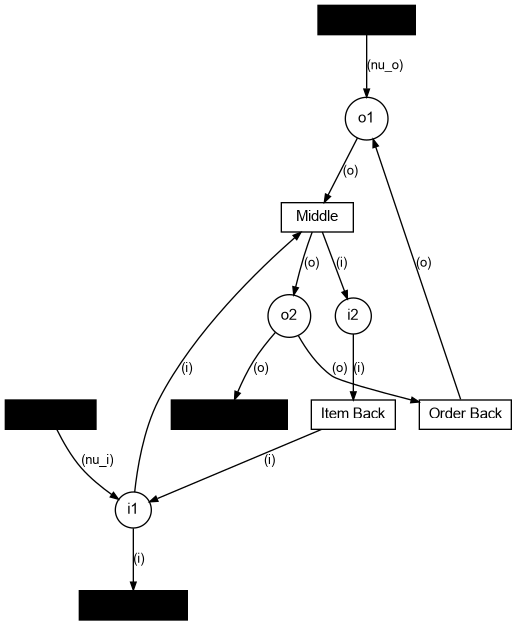 (nu_o)
o1
(o)
Middle
(o)
(i)
(o)
o2
i2
(i)
(o)
(o)
(i)
Item Back
Order Back
(nu_i)
(i)
i1
(i)